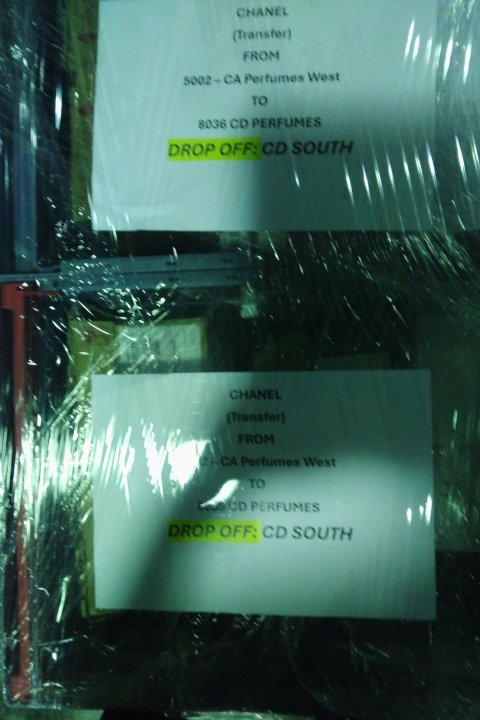 CHANEL
(Transfer)
FROM
5002 – CA Perfumes West
TO
8036 CD PERFUMES
DROP OFF: CD SOUTH
CHANEL
(Transfer)
FROM
– CA Perfumes West
TO
CD PERFUMES
DROP OFF: CD SOUTH